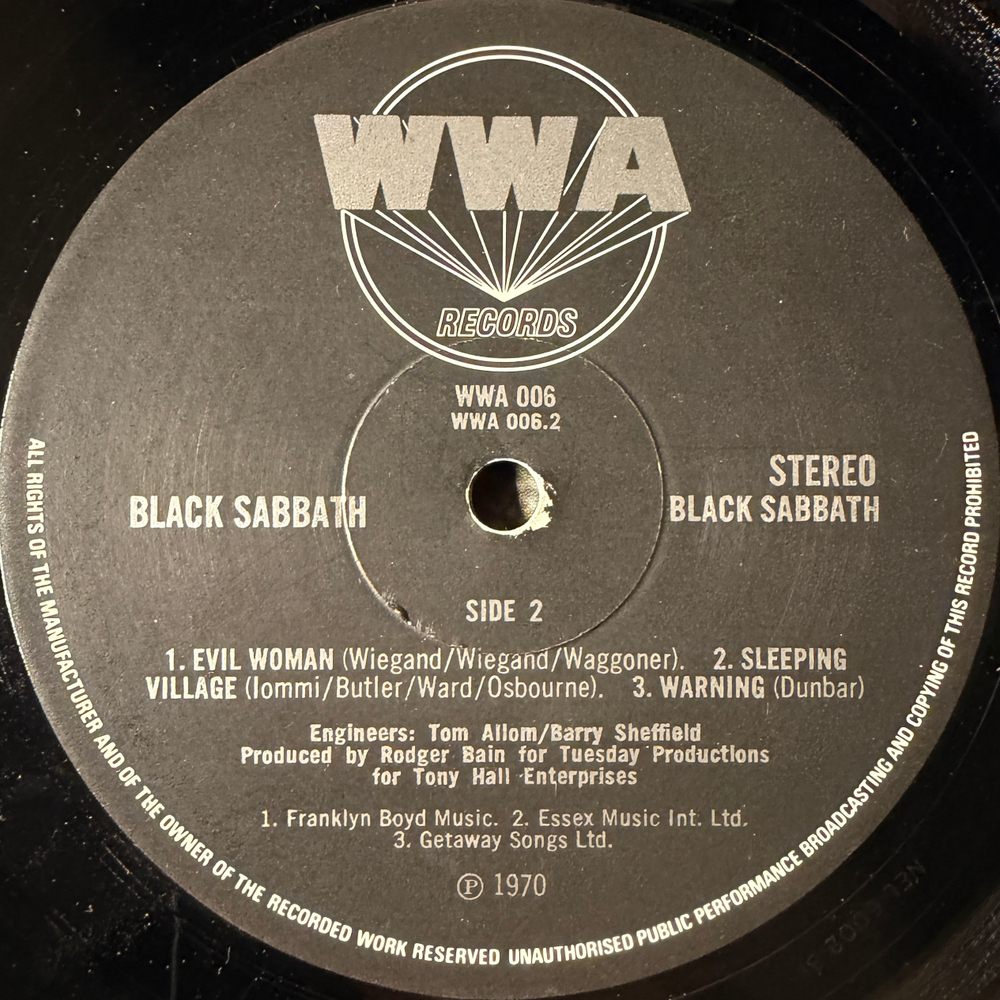 WWA
RECORDS
WWA 006
WWA 006.2
STEREO
BLACK SABBATH
BLACK SABBATH
SIDE 2
1. EVIL WOMAN (Wiegand/Wiegand/Waggoner). 2. SLEEPING
VILLAGE (Iommi/Butler/Ward/Osbourne). 3. WARNING (Dunbar)
Engineers: Tom Allom/Barry Sheffield
Produced by Rodger Bain for Tuesday Productions
for Tony Hall Enterprises
1. Franklyn Boyd Music. 2. Essex Music Int. Ltd.
3. Getaway Songs Ltd.
Ⓟ 1970
ALL RIGHTS OF THE MANUFACTURER AND OF THE OWNER OF THE RECORDED WORK RESERVED UNAUTHORISED PUBLIC PERFORMANCE BROADCASTING AND COPYING OF THIS RECORD PROHIBITED